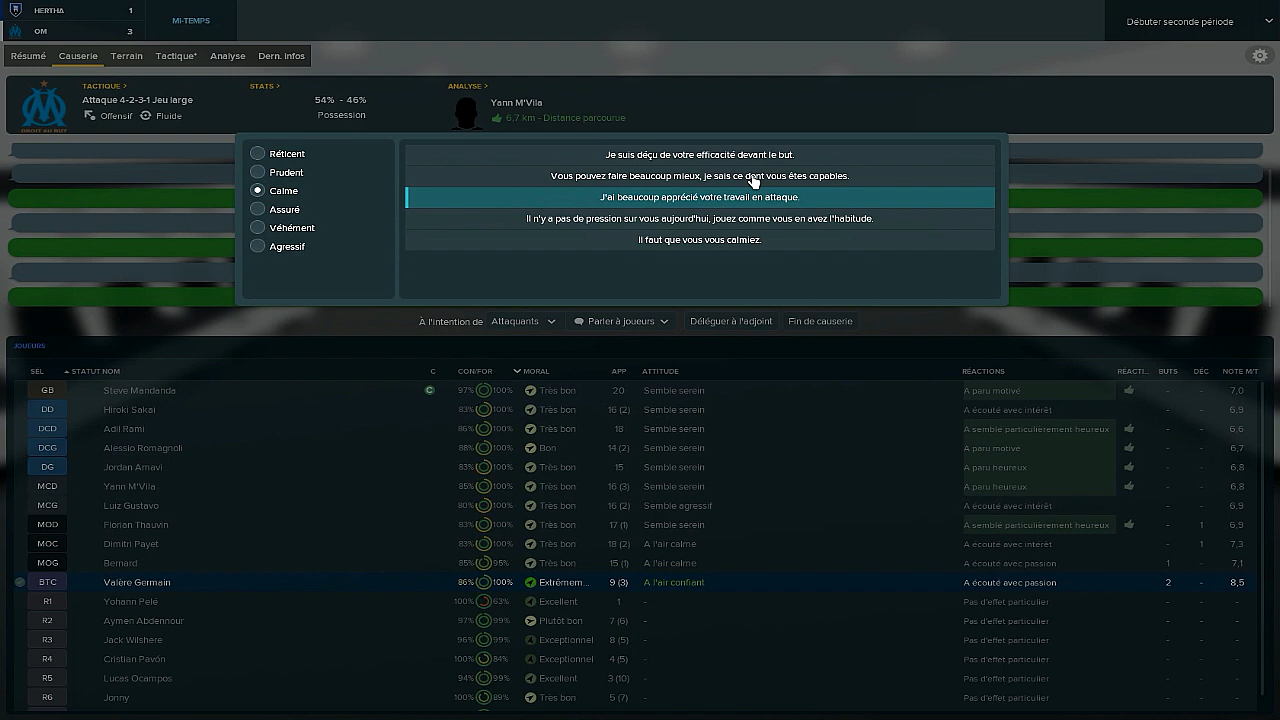 HERTHA 1
OM 3
MI-TEMPS
Débuter seconde période
Résumé Causerie Terrain Tactique* Analyse Dern. infos
TACTIQUE > STATS > ANALYSE >
Attaque 4-2-3-1 Jeu large 54% - 46% Yann M'Vila
Offensif Fluide Possession 6,7 km - Distance parcourue
DROIT AU BUT
Réticent
Prudent
Calme
Assuré
Véhément
Agressif
Je suis déçu de votre efficacité devant le but.
Vous pouvez faire beaucoup mieux, je sais ce dont vous êtes capables.
J'ai beaucoup apprécié votre travail en attaque.
Il n'y a pas de pression sur vous aujourd'hui, jouez comme vous en avez l'habitude.
Il faut que vous vous calmiez.
À l'intention de Attaquants Parler à joueurs Déléguer à l'adjoint Fin de causerie
JOUEURS
SÉL STATUT NOM C CON/FOR MORAL APP ATTITUDE RÉACTIONS RÉACTI... BUTS DÉC NOTE M/T
GB Steve Mandanda C 97% 100% Très bon 20 Semble serein A paru motivé - - 7,0
DD Hiroki Sakai 83% 100% Très bon 16 (2) Semble serein A écouté avec intérêt - - 6,9
DCD Adil Rami 86% 100% Très bon 18 Semble serein A semblé particulièrement heureux - - 6,6
DCG Alessio Romagnoli 88% 100% Bon 14 (2) Semble serein A paru motivé - - 6,7
DG Jordan Amavi 83% 100% Très bon 15 Semble serein A paru heureux - - 6,8
MCD Yann M'Vila 85% 100% Très bon 16 (3) Semble serein A paru heureux - - 6,8
MCG Luiz Gustavo 80% 100% Très bon 16 (2) Semble agressif A écouté avec intérêt - - 6,9
MOD Florian Thauvin 83% 100% Très bon 17 (1) Semble serein A semblé particulièrement heureux - 1 6,9
MOC Dimitri Payet 83% 100% Très bon 18 (2) A l'air calme A écouté avec intérêt - 1 7,3
MOG Bernard 85% 95% Très bon 15 (1) A l'air calme A écouté avec passion 1 - 7,1
BTC Valère Germain 86% 100% Extrêmem... 9 (3) A l'air confiant A écouté avec passion 2 - 8,5
R1 Yohann Pelé 100% 63% Excellent 1 - Pas d'effet particulier - - -
R2 Aymen Abdennour 97% 99% Plutôt bon 7 (6) - Pas d'effet particulier - - -
R3 Jack Wilshere 96% 99% Exceptionnel 8 (5) - Pas d'effet particulier - - -
R4 Cristian Pavón 100% 84% Exceptionnel 4 (5) - Pas d'effet particulier - - -
R5 Lucas Ocampos 94% 99% Excellent 3 (10) - Pas d'effet particulier - - -
R6 Jonny 100% 89% Très bon 5 (7) - Pas d'effet particulier - - -